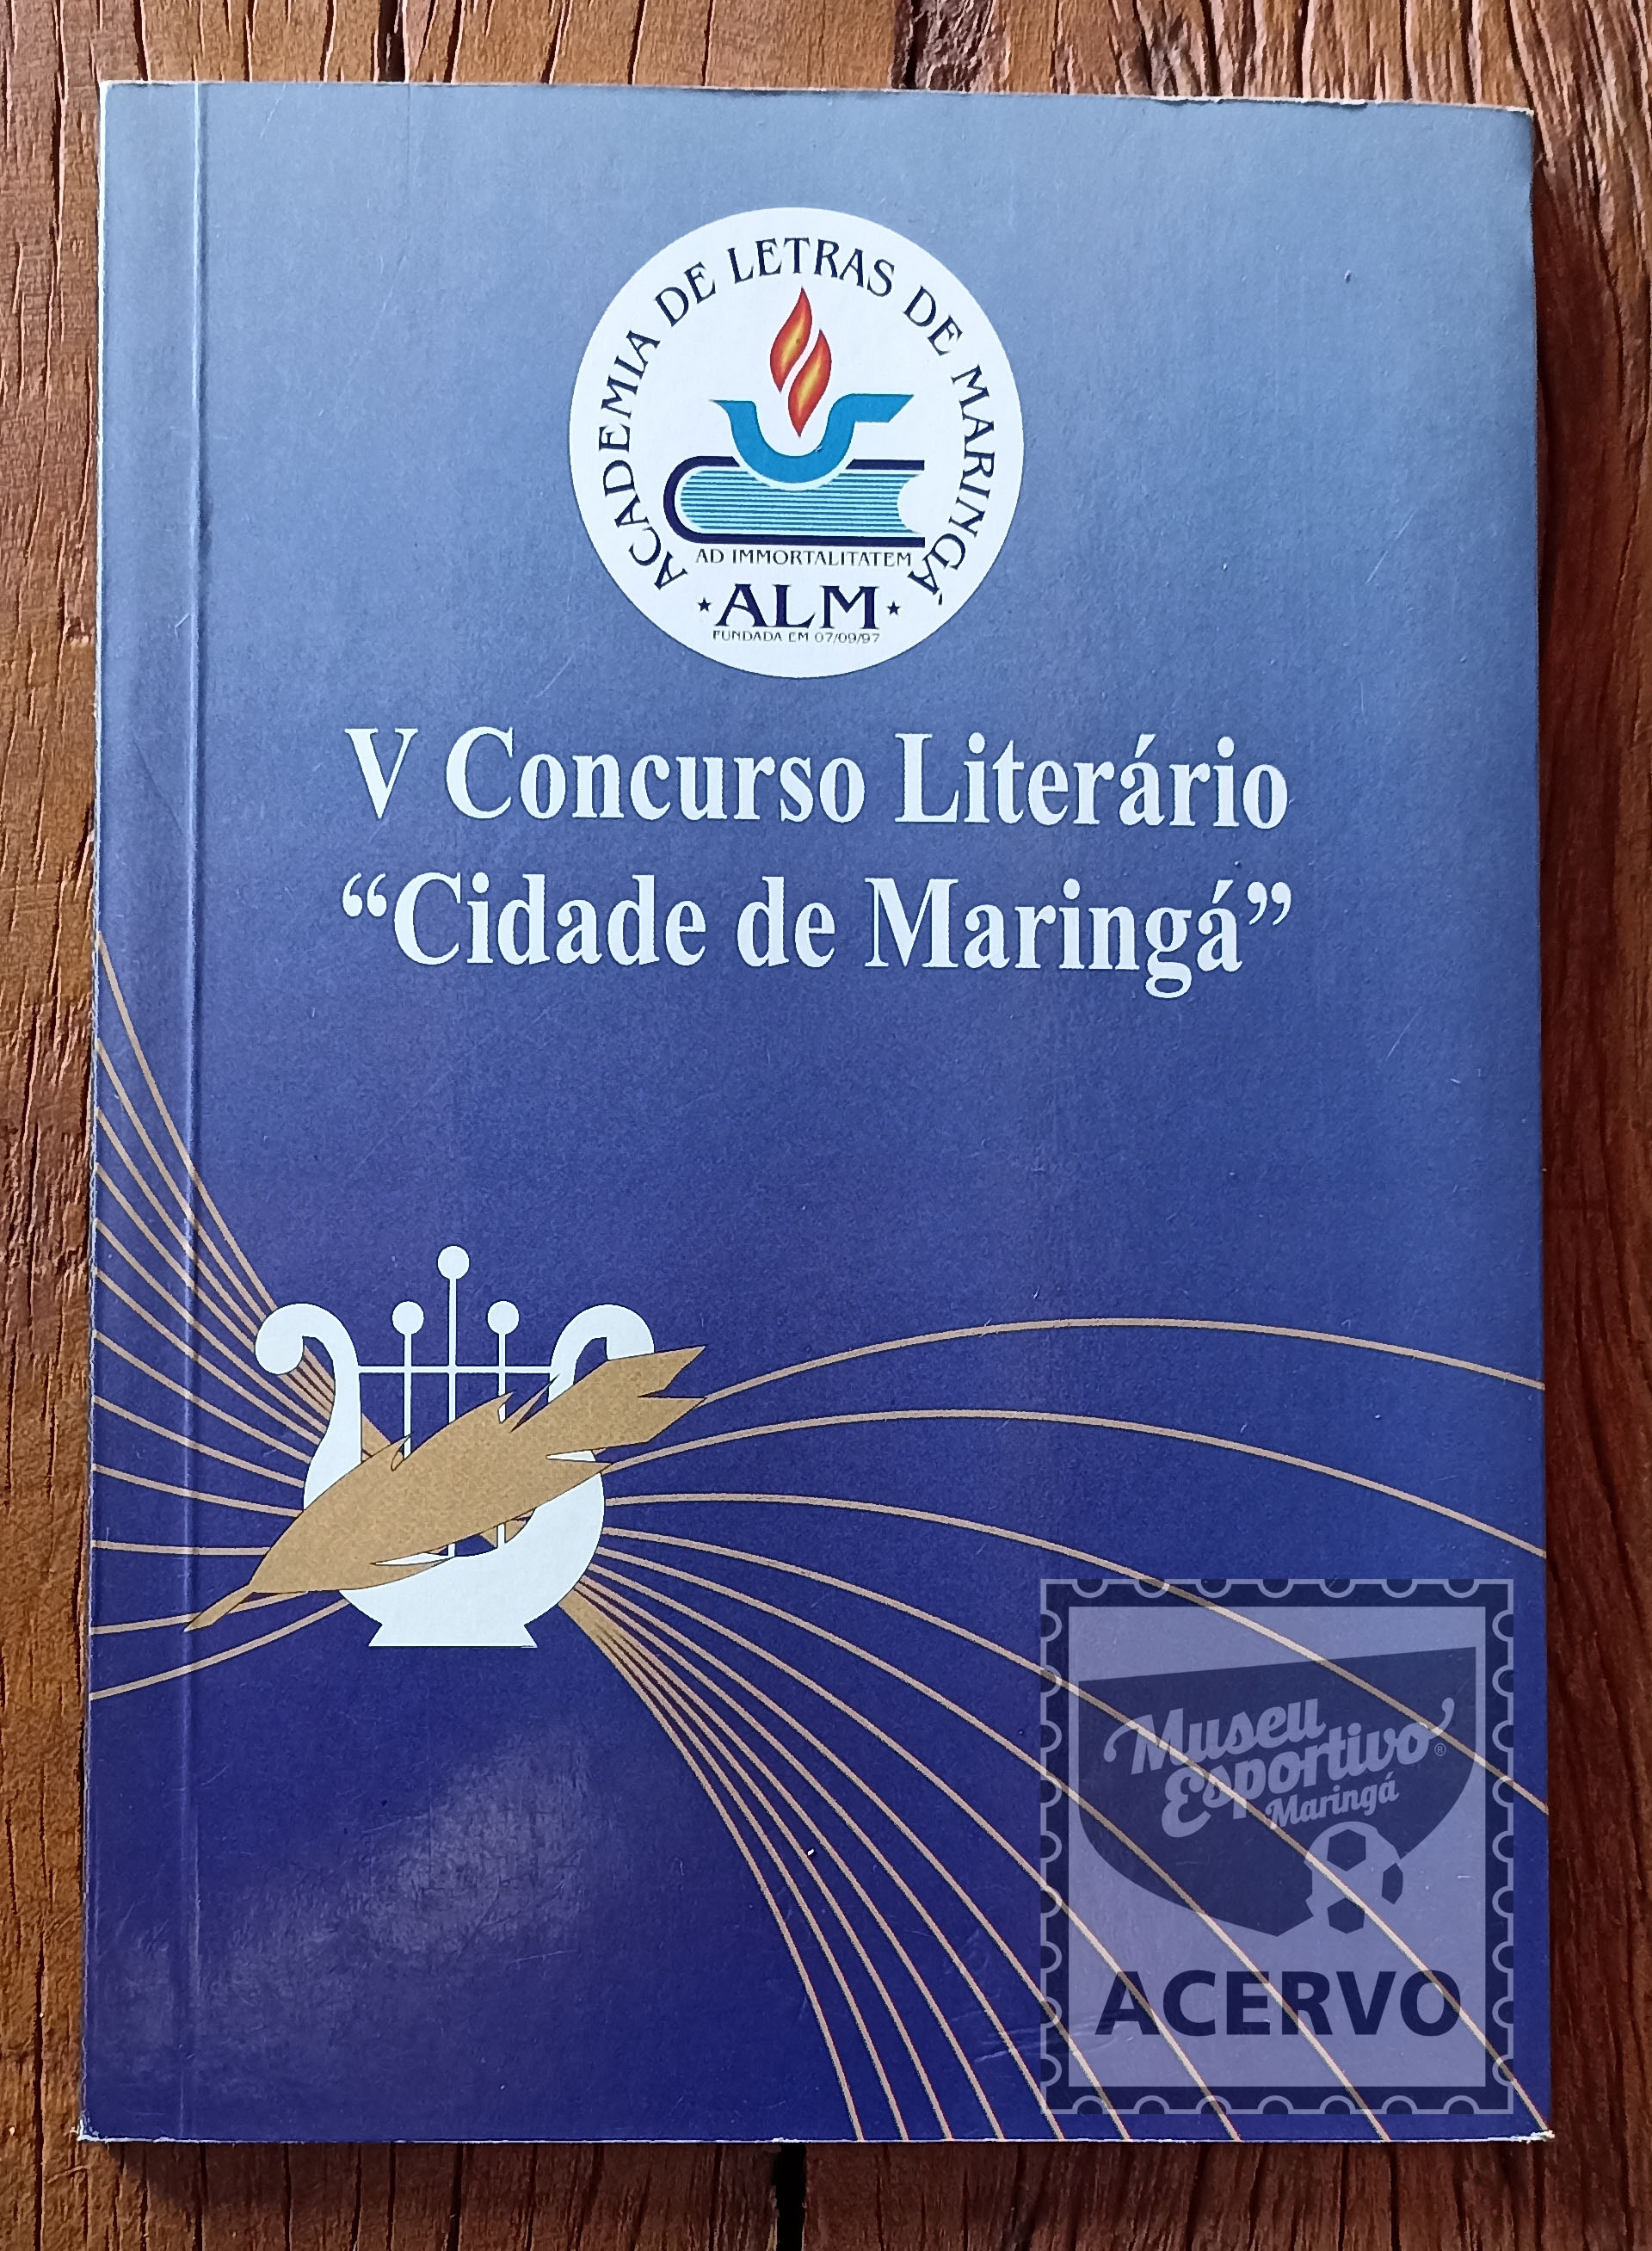 ACADEMIA DE LETRAS DE MARINGÁ
AD IMMORTALITATEM
ALM
FUNDADA EM 07/09/97
V Concurso Literário
“Cidade de Maringá”
Museu
Esportivo®
Maringá
ACERVO